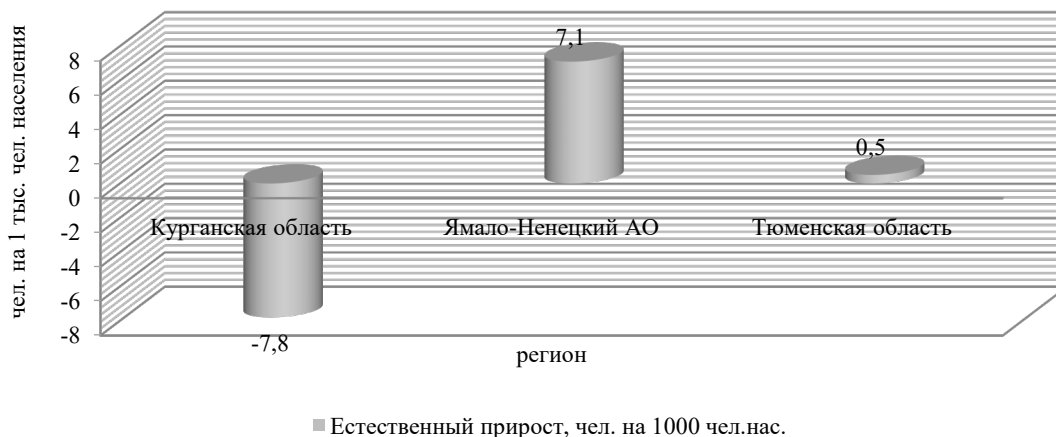 чел. на 1 тыс. чел. населения
8
6
4
2
0
-2
-4
-6
-8
7,1
0,5
-7,8
Курганская область
Ямало-Ненецкий АО
Тюменская область
регион
Естественный прирост, чел. на 1000 чел.нас.